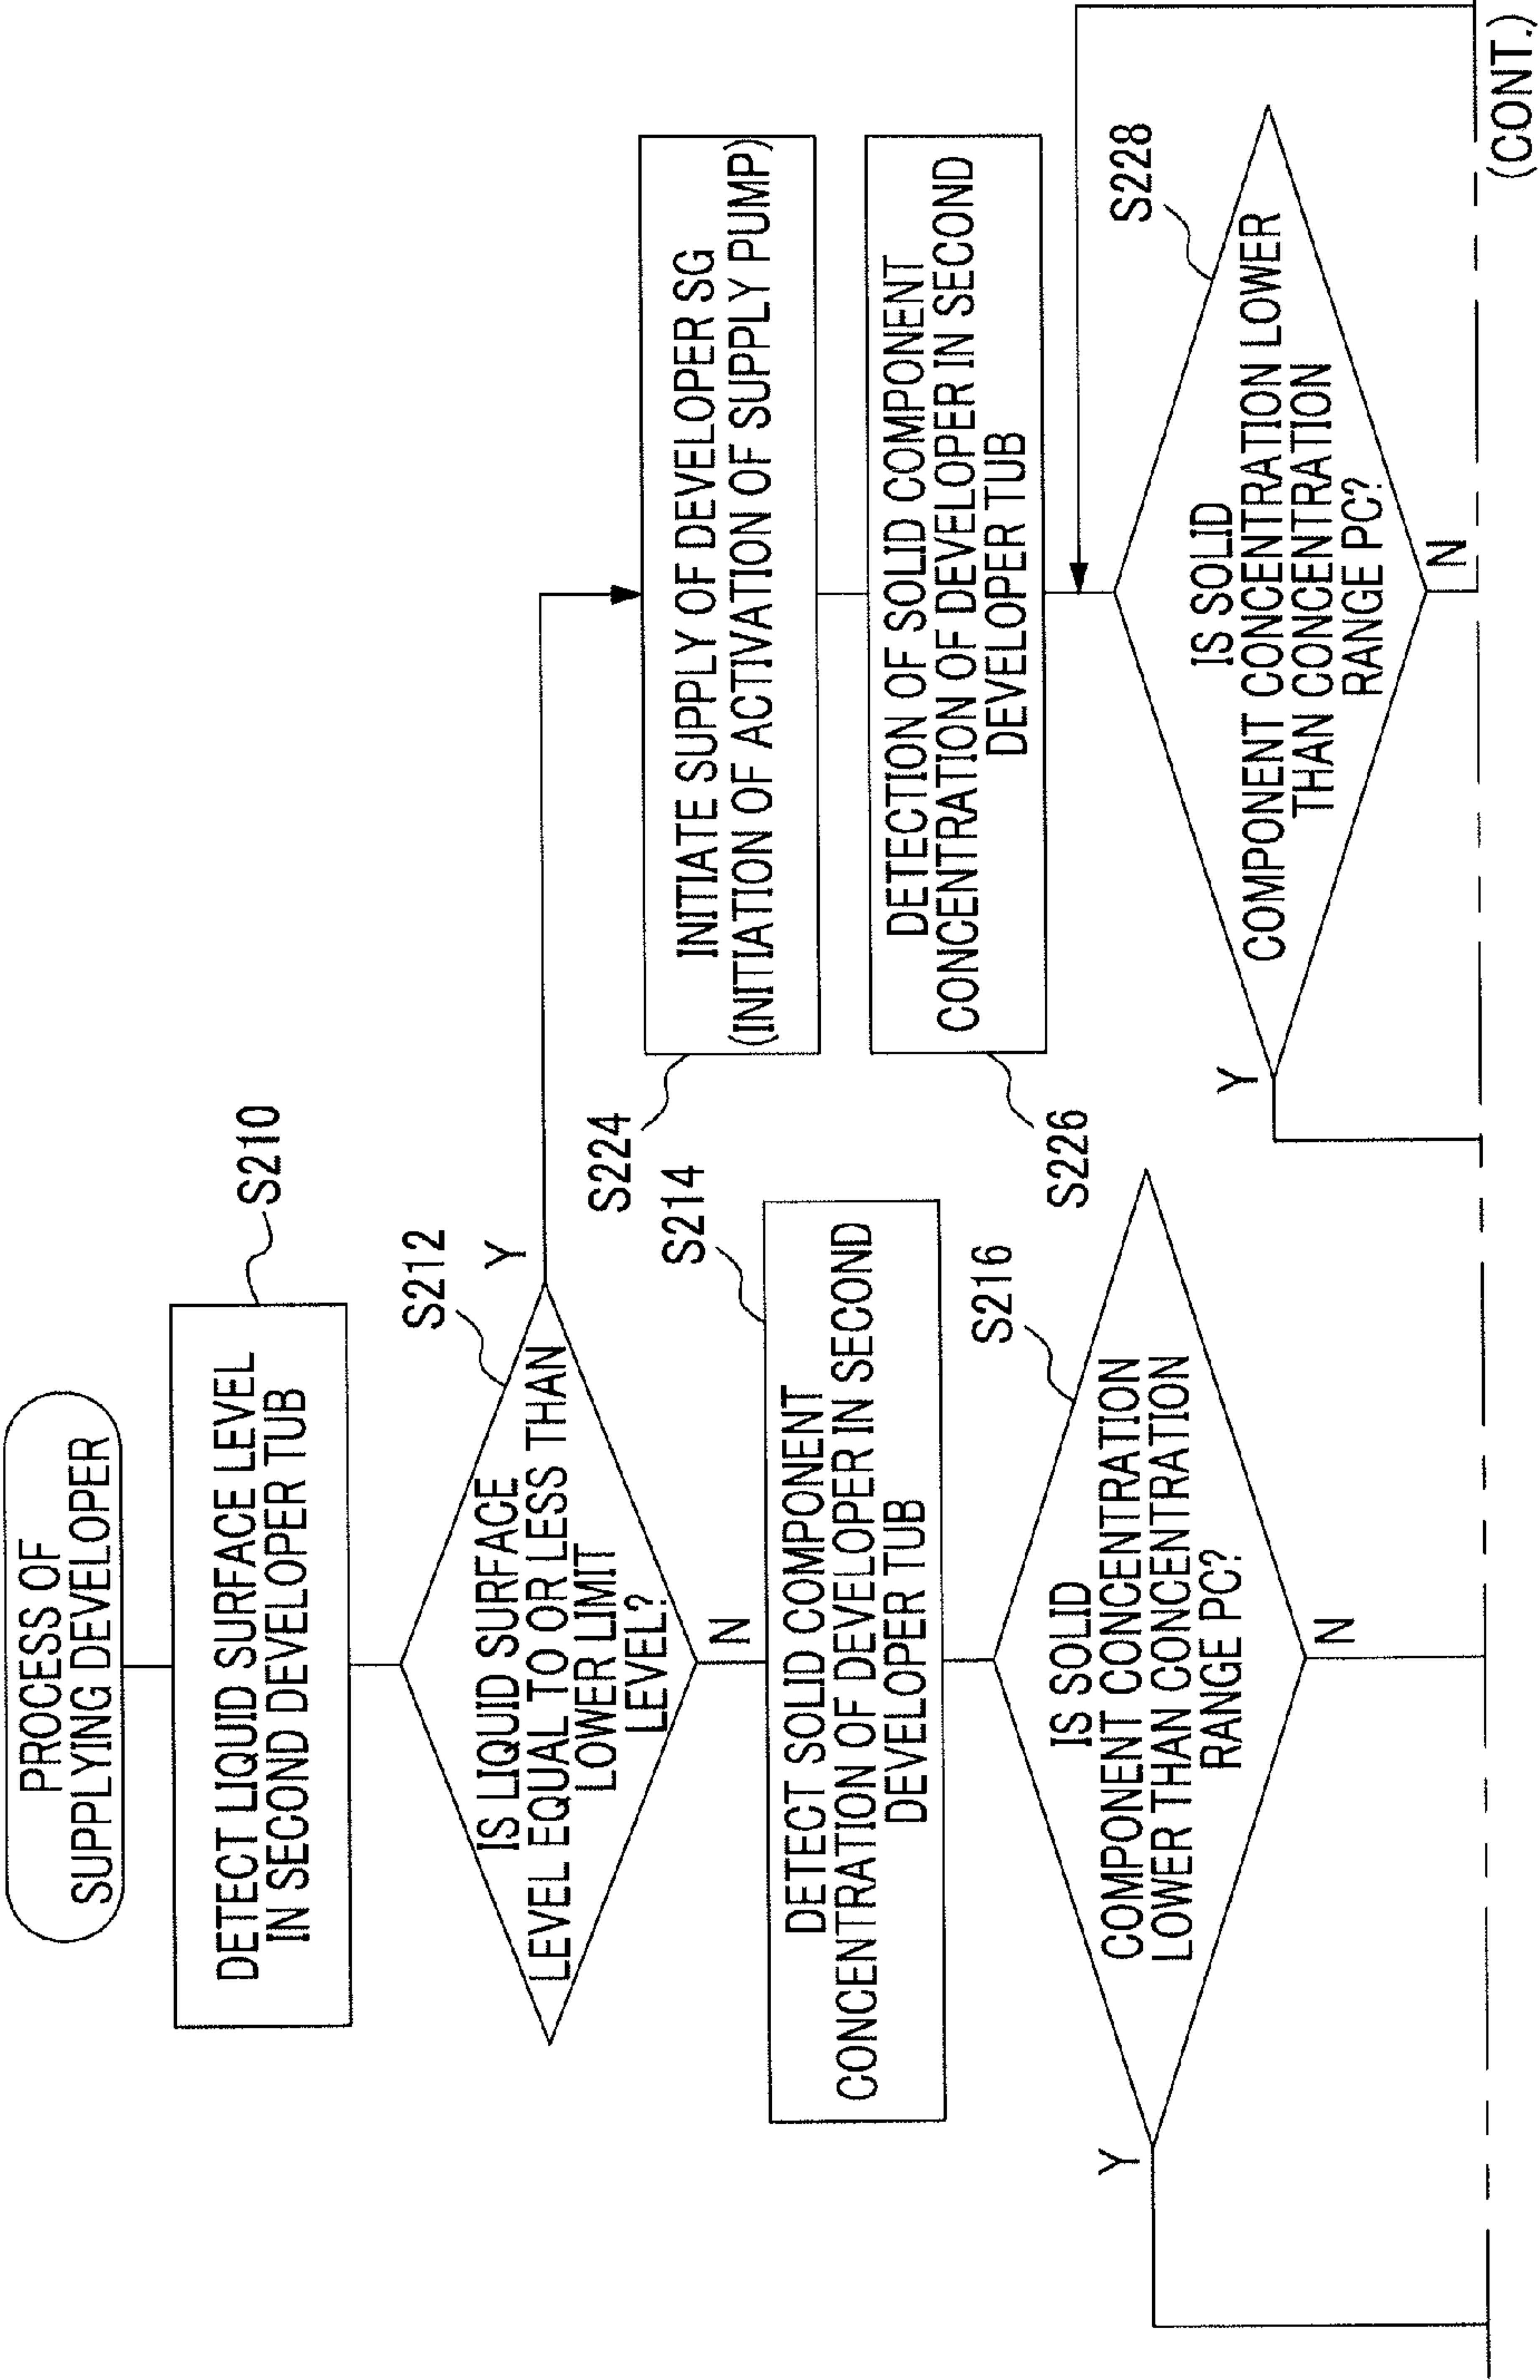 PROCESS OF
SUPPLYING DEVELOPER
S210
DETECT LIQUID SURFACE LEVEL
IN SECOND DEVELOPER TUB
S212
IS LIQUID SURFACE
LEVEL EQUAL TO OR LESS THAN
LOWER LIMIT
LEVEL?
Y
N
S214
DETECT SOLID COMPONENT
CONCENTRATION OF DEVELOPER IN SECOND
DEVELOPER TUB
S216
IS SOLID
COMPONENT CONCENTRATION
LOWER THAN CONCENTRATION
RANGE PC?
Y
N
S224
INITIATE SUPPLY OF DEVELOPER SG
(INITIATION OF ACTIVATION OF SUPPLY PUMP)
S226
DETECTION OF SOLID COMPONENT
CONCENTRATION OF DEVELOPER IN SECOND
DEVELOPER TUB
S228
IS SOLID
COMPONENT CONCENTRATION LOWER
THAN CONCENTRATION
RANGE PC?
Y
N
(CONT.)